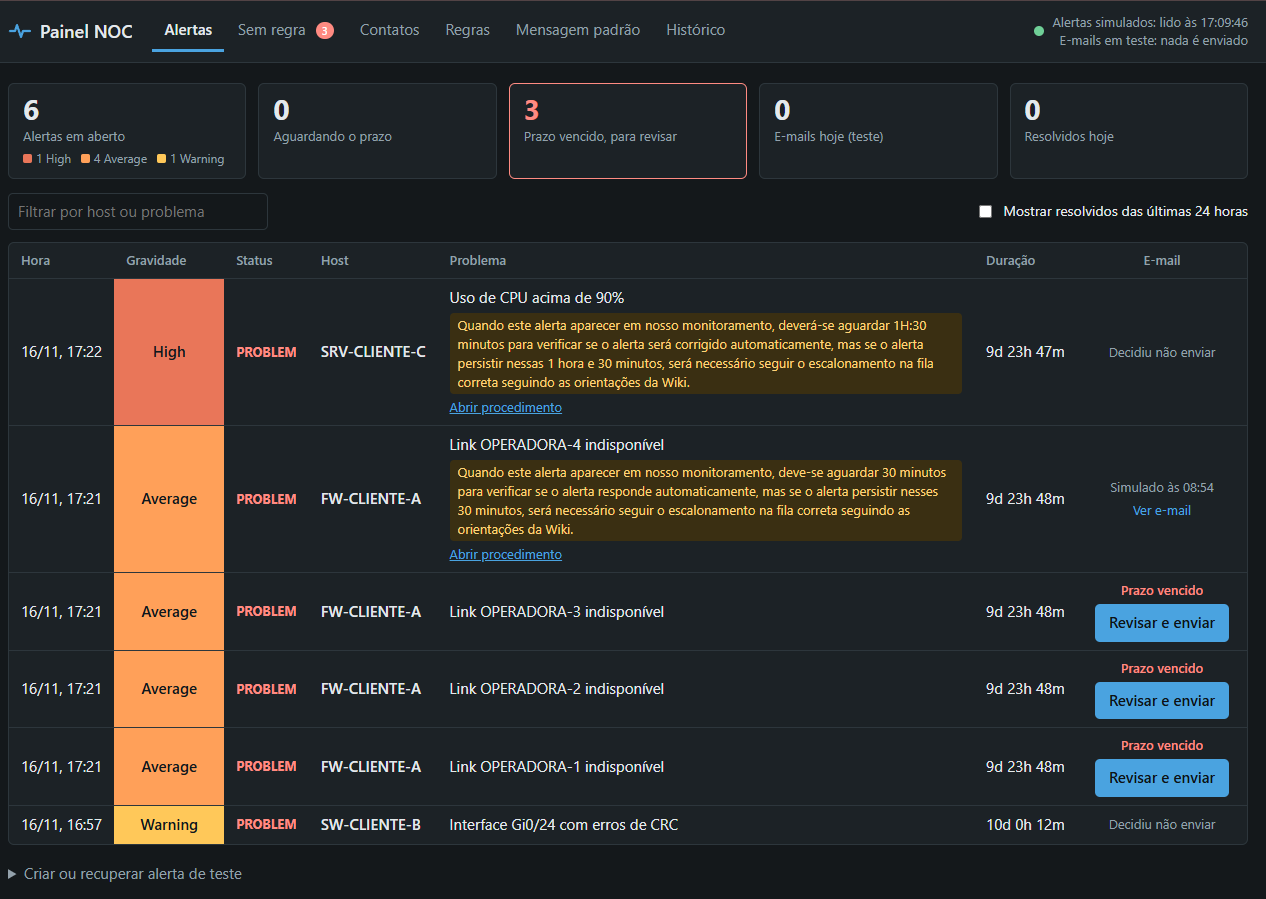 Painel NOC
Alertas
Sem regra 3
Contatos
Regras
Mensagem padrão
Histórico
Alertas simulados: lido às 17:09:46
E-mails em teste: nada é enviado
6
Alertas em aberto
1 High 4 Average 1 Warning
0
Aguardando o prazo
3
Prazo vencido, para revisar
0
E-mails hoje (teste)
0
Resolvidos hoje
Filtrar por host ou problema
Mostrar resolvidos das últimas 24 horas
Hora Gravidade Status Host Problema Duração E-mail
16/11, 17:22 High PROBLEM SRV-CLIENTE-C
Uso de CPU acima de 90%
Quando este alerta aparecer em nosso monitoramento, deverá-se aguardar 1H:30
minutos para verificar se o alerta será corrigido automaticamente, mas se o alerta
persistir nessas 1 hora e 30 minutos, será necessário seguir o escalonamento na fila
correta seguindo as orientações da Wiki.
Abrir procedimento
9d 23h 47m
Decidiu não enviar
16/11, 17:21 Average PROBLEM FW-CLIENTE-A
Link OPERADORA-4 indisponível
Quando este alerta aparecer em nosso monitoramento, deve-se aguardar 30 minutos
para verificar se o alerta responde automaticamente, mas se o alerta persistir nesses
30 minutos, será necessário seguir o escalonamento na fila correta seguindo as
orientações da Wiki.
Abrir procedimento
9d 23h 48m
Simulado às 08:54
Ver e-mail
16/11, 17:21 Average PROBLEM FW-CLIENTE-A Link OPERADORA-3 indisponível 9d 23h 48m
Prazo vencido
Revisar e enviar
16/11, 17:21 Average PROBLEM FW-CLIENTE-A Link OPERADORA-2 indisponível 9d 23h 48m
Prazo vencido
Revisar e enviar
16/11, 17:21 Average PROBLEM FW-CLIENTE-A Link OPERADORA-1 indisponível 9d 23h 48m
Prazo vencido
Revisar e enviar
16/11, 16:57 Warning PROBLEM SW-CLIENTE-B Interface Gi0/24 com erros de CRC 10d 0h 12m Decidiu não enviar
Criar ou recuperar alerta de teste